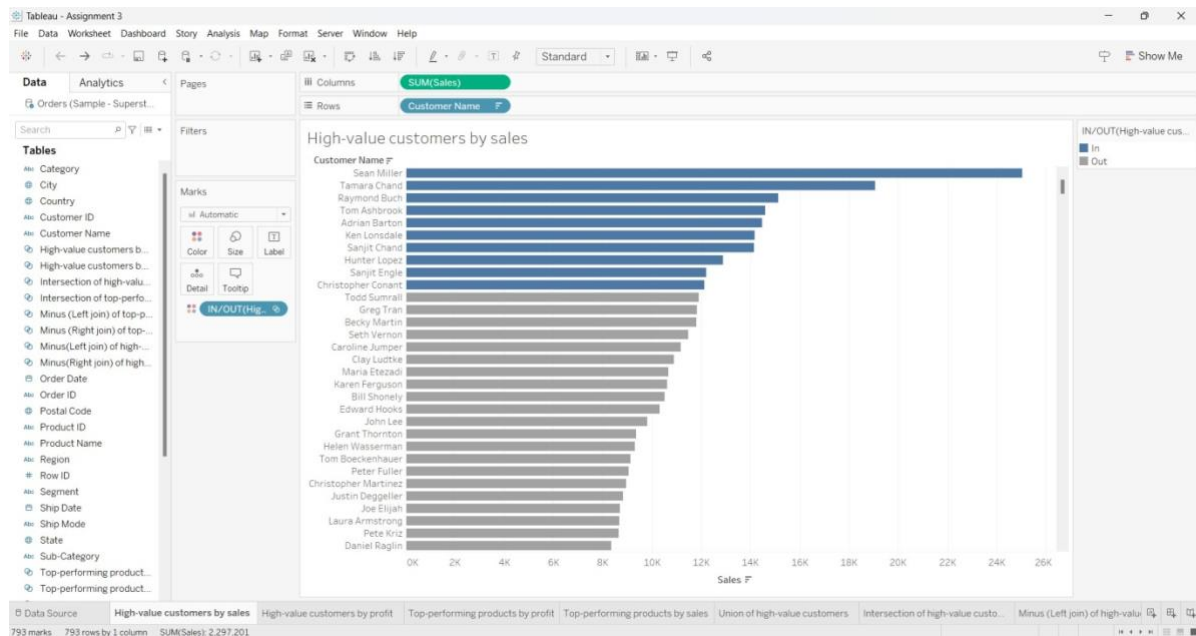 Tableau - Assignment 3
File Data Worksheet Dashboard Story Analysis Map Format Server Window Help
Standard
Show Me
Data
Analytics
Orders (Sample - Superst...
Search
Tables
Abc Category
City
Country
Abc Customer ID
Abc Customer Name
High-value customers b...
High-value customers b...
Intersection of high-valu...
Intersection of top-perfo...
Minus (Left join) of top-p...
Minus (Right join) of top-...
Minus(Left join) of high-...
Minus(Right join) of high...
Order Date
Abc Order ID
Postal Code
Abc Product ID
Abc Product Name
Abc Region
# Row ID
Abc Segment
Ship Date
Abc Ship Mode
State
Abc Sub-Category
Top-performing product...
Top-performing product...
Pages
Filters
Marks
Automatic
Color Size Label
Detail Tooltip
IN/OUT(Hig..
Columns
SUM(Sales)
Rows
Customer Name
High-value customers by sales
Customer Name
Sean Miller
Tamara Chand
Raymond Buch
Tom Ashbrook
Adrian Barton
Ken Lonsdale
Sanjit Chand
Hunter Lopez
Sanjit Engle
Christopher Conant
Todd Sumrall
Greg Tran
Becky Martin
Seth Vernon
Caroline Jumper
Clay Ludtke
Maria Etezadi
Karen Ferguson
Bill Shonely
Edward Hooks
John Lee
Grant Thornton
Helen Wasserman
Tom Boeckenhauer
Peter Fuller
Christopher Martinez
Justin Deggeller
Joe Elijah
Laura Armstrong
Pete Kriz
Daniel Raglin
0K 2K 4K 6K 8K 10K 12K 14K 16K 18K 20K 22K 24K 26K
Sales
IN/OUT(High-value cus...
In
Out
Data Source
High-value customers by sales
High-value customers by profit
Top-performing products by profit
Top-performing products by sales
Union of high-value customers
Intersection of high-value custo...
Minus (Left join) of high-valu
793 marks 793 rows by 1 column SUM(Sales): 2,297,201